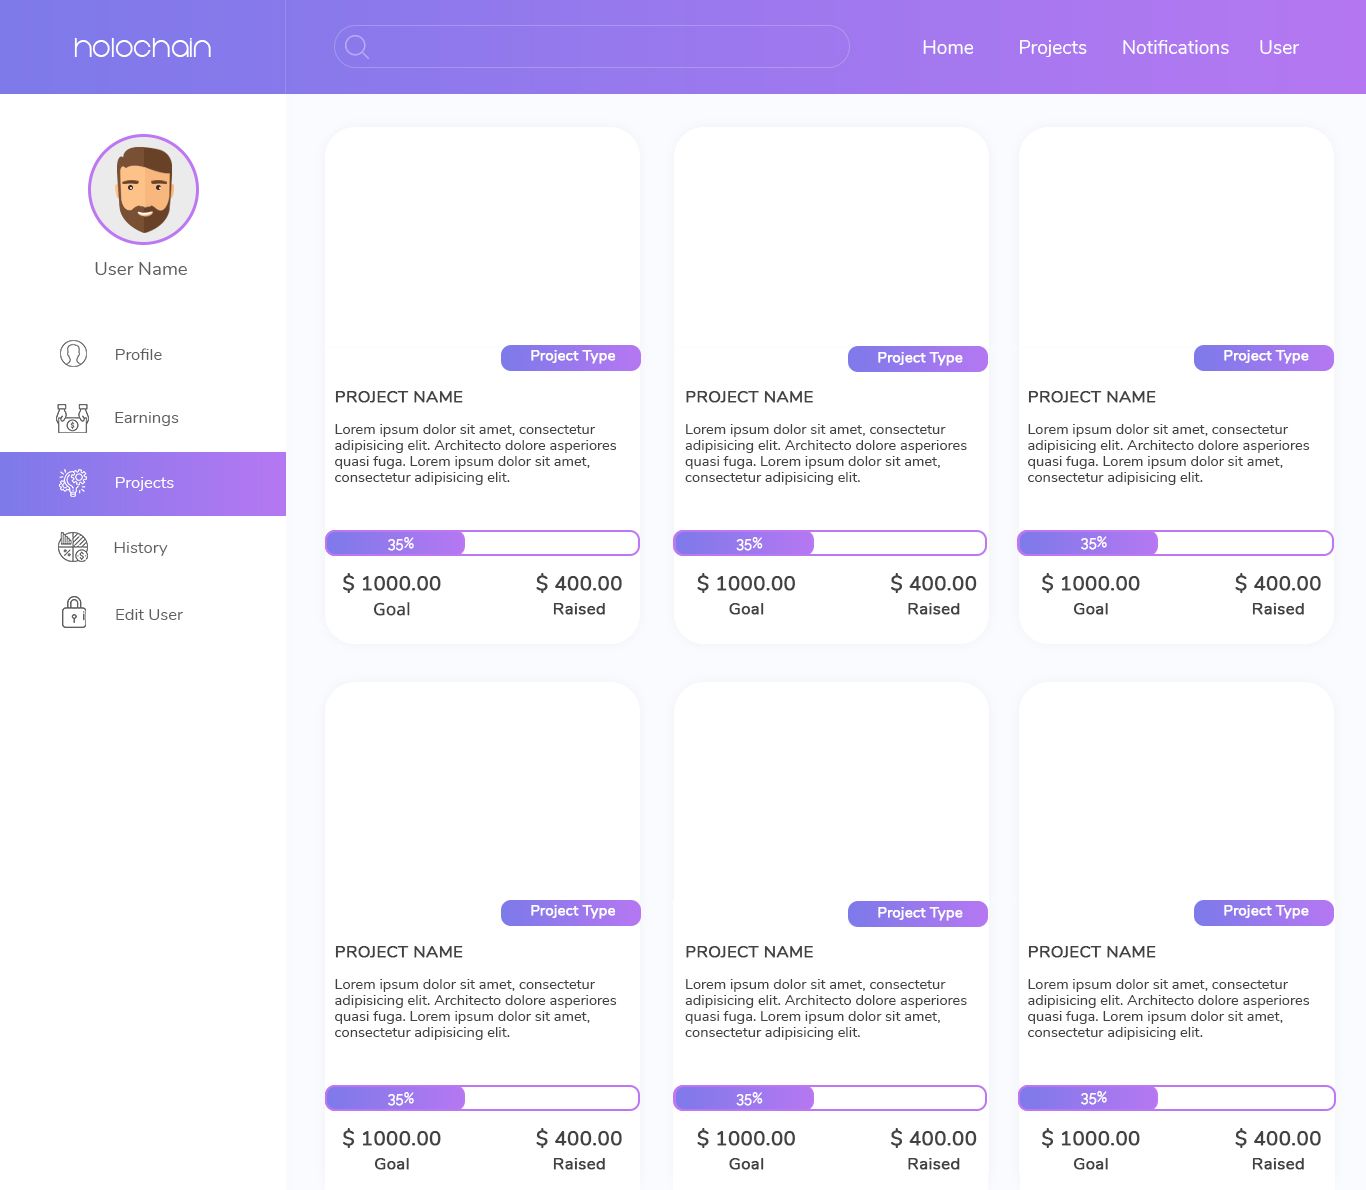 holochain
Home Projects Notifications User
User Name
Profile
Earnings
Projects
History
Edit User
Project Type
PROJECT NAME
Lorem ipsum dolor sit amet, consectetur
adipisicing elit. Architecto dolore asperiores
quasi fuga. Lorem ipsum dolor sit amet,
consectetur adipisicing elit.
35%
$ 1000.00 $ 400.00
Goal Raised
Project Type
PROJECT NAME
Lorem ipsum dolor sit amet, consectetur
adipisicing elit. Architecto dolore asperiores
quasi fuga. Lorem ipsum dolor sit amet,
consectetur adipisicing elit.
35%
$ 1000.00 $ 400.00
Goal Raised
Project Type
PROJECT NAME
Lorem ipsum dolor sit amet, consectetur
adipisicing elit. Architecto dolore asperiores
quasi fuga. Lorem ipsum dolor sit amet,
consectetur adipisicing elit.
35%
$ 1000.00 $ 400.00
Goal Raised
Project Type
PROJECT NAME
Lorem ipsum dolor sit amet, consectetur
adipisicing elit. Architecto dolore asperiores
quasi fuga. Lorem ipsum dolor sit amet,
consectetur adipisicing elit.
35%
$ 1000.00 $ 400.00
Goal Raised
Project Type
PROJECT NAME
Lorem ipsum dolor sit amet, consectetur
adipisicing elit. Architecto dolore asperiores
quasi fuga. Lorem ipsum dolor sit amet,
consectetur adipisicing elit.
35%
$ 1000.00 $ 400.00
Goal Raised
Project Type
PROJECT NAME
Lorem ipsum dolor sit amet, consectetur
adipisicing elit. Architecto dolore asperiores
quasi fuga. Lorem ipsum dolor sit amet,
consectetur adipisicing elit.
35%
$ 1000.00 $ 400.00
Goal Raised